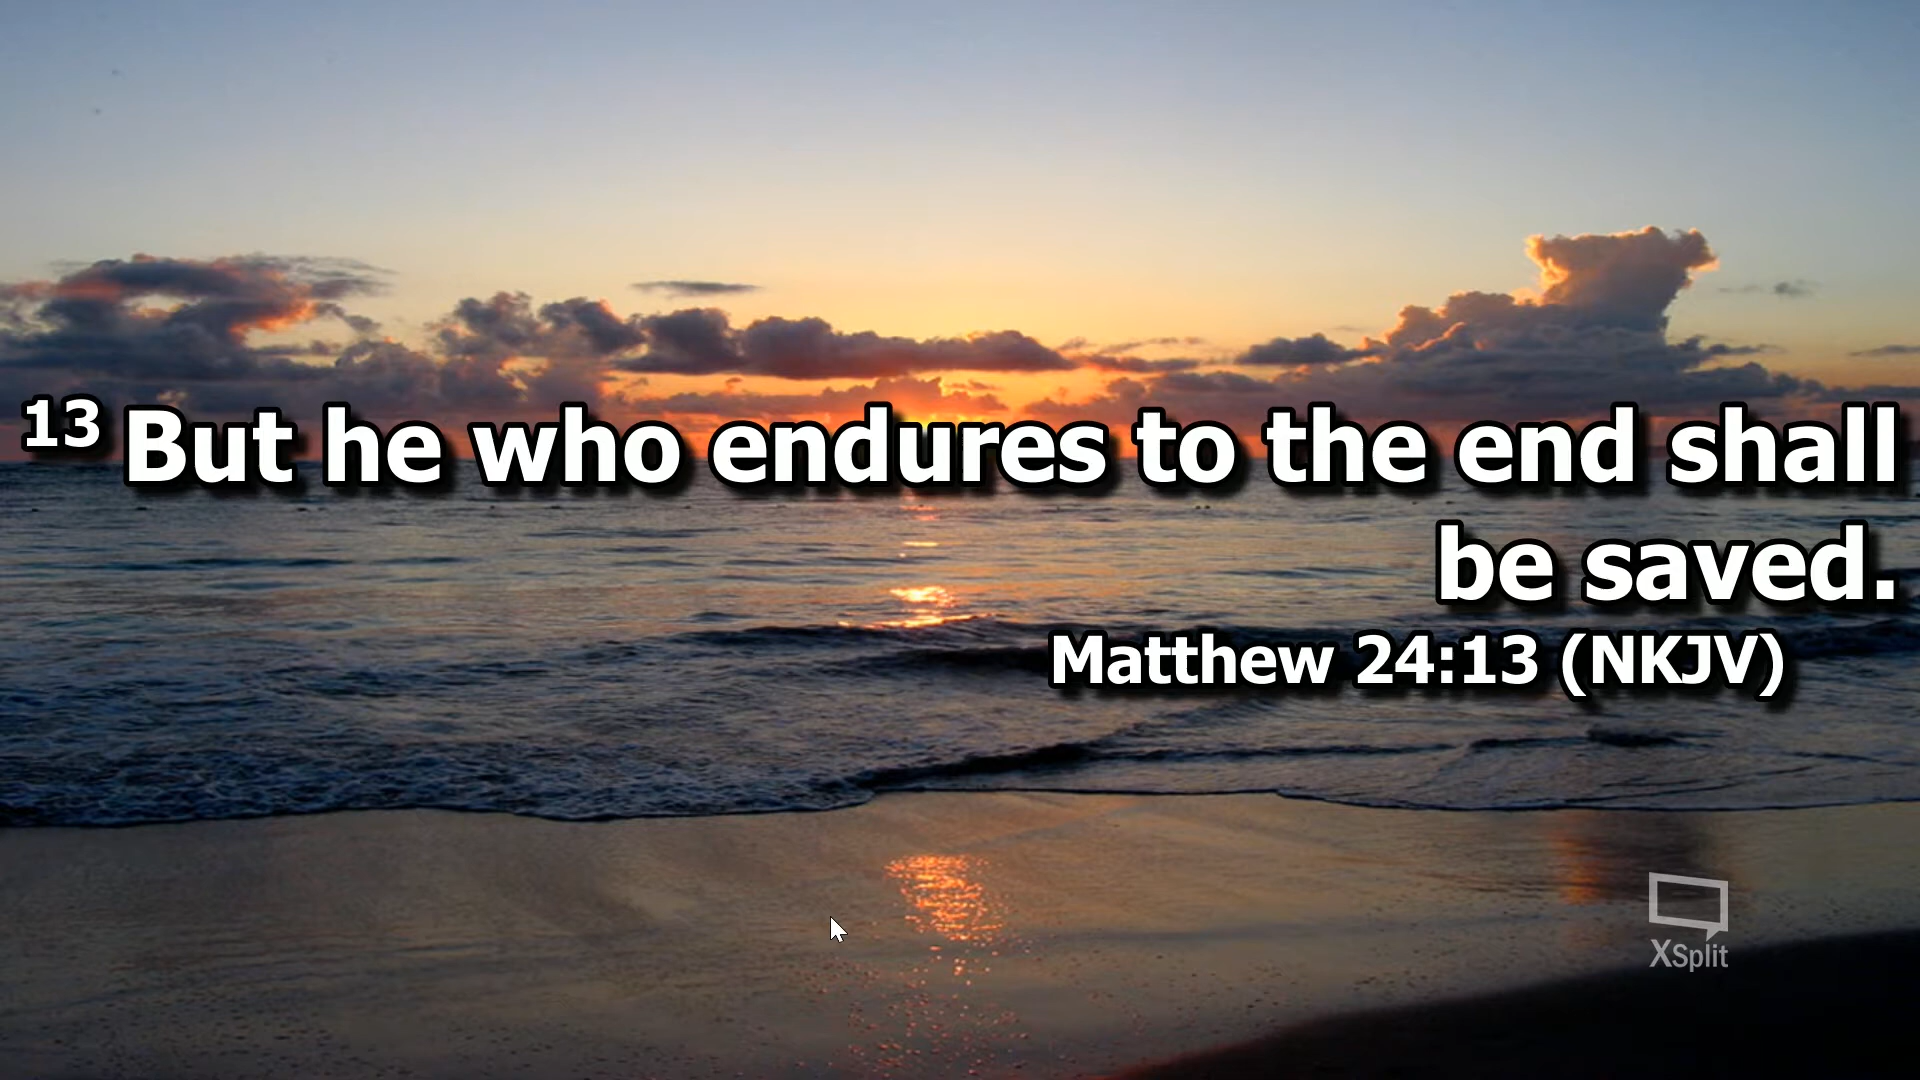 13 But he who endures to the end shall
be saved.
Matthew 24:13 (NKJV)
XSplit